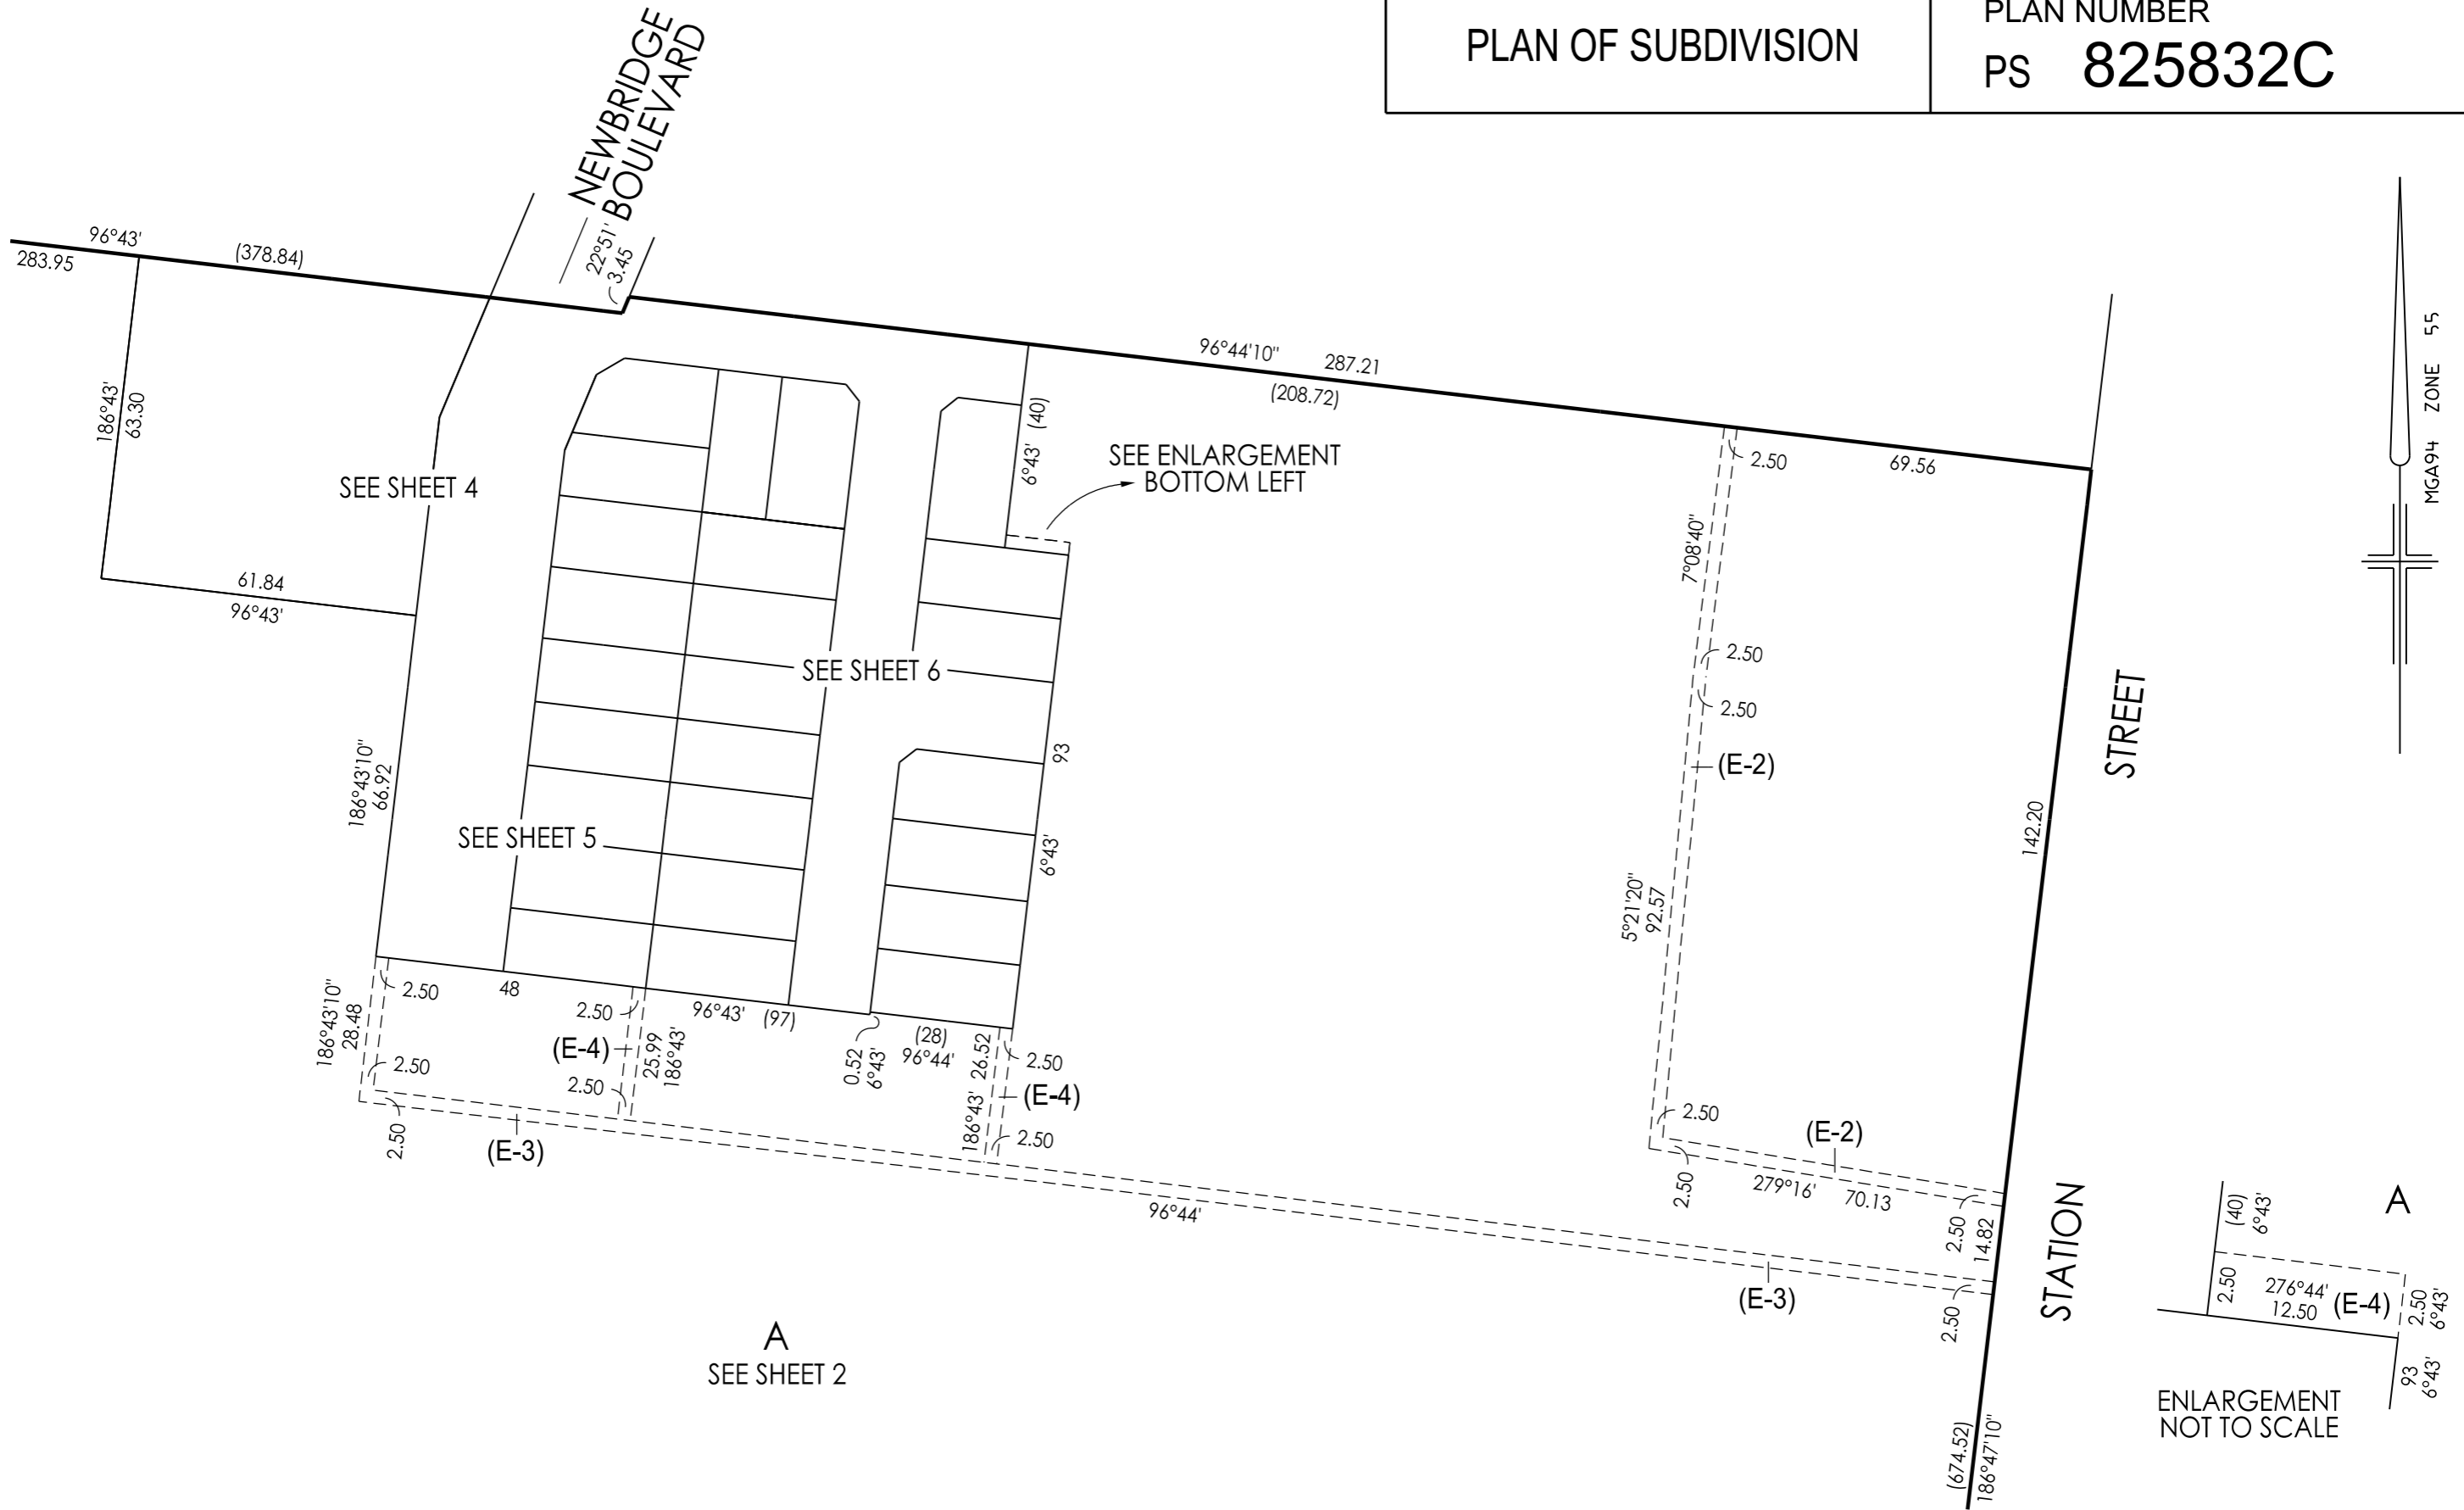 PLAN OF SUBDIVISION
PLAN NUMBER
PS 825832C
NEWBRIDGE
BOULEVARD
22°51'
3.45
96°43'
(378.84)
283.95
186°43'
63.30
96°44'10" 287.21
(208.72)
6°43' (40)
SEE ENLARGEMENT
BOTTOM LEFT
2.50
69.56
MGA94 ZONE 55
SEE SHEET 4
7°08'40"
61.84
96°43'
2.50
2.50
SEE SHEET 6
STREET
93
(E-2)
186°43'10"
66.92
142.20
SEE SHEET 5
6°43'
5°21'20"
92.57
2.50
48
2.50
96°43' (97)
186°43'10"
28.48
(E-4)
25.99
186°43'
0.52
6°43'
(28)
96°44'
26.52
186°43'
2.50
(E-4)
2.50
2.50
2.50
2.50
(E-3)
2.50
(E-2)
2.50
279°16' 70.13
96°44'
2.50
14.82
STATION
(E-3)
2.50
A
SEE SHEET 2
(40)
6°43'
A
2.50
276°44'
12.50
(E-4)
2.50
6°43'
93
6°43'
ENLARGEMENT
NOT TO SCALE
(674.52)
186°47'10"